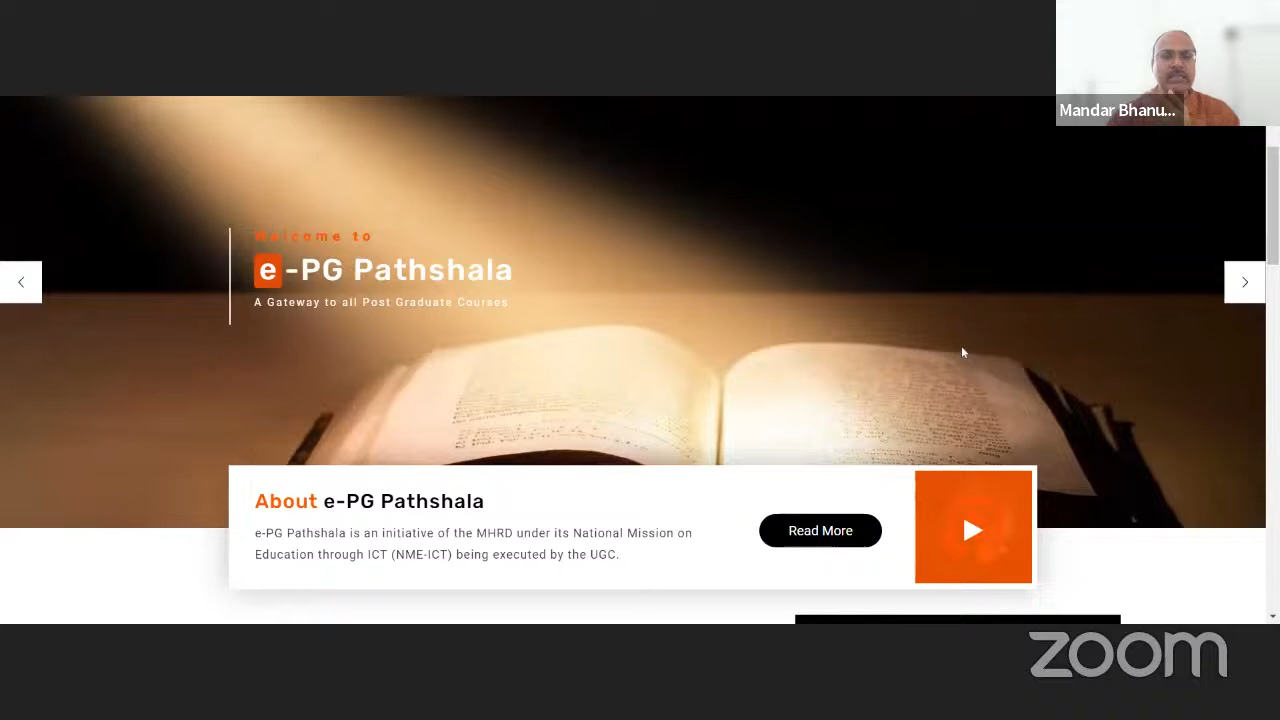 Mandar Bhanu...
Welcome to
e-PG Pathshala
A Gateway to all Post Graduate Courses
About e-PG Pathshala
e-PG Pathshala is an initiative of the MHRD under its National Mission on
Education through ICT (NME-ICT) being executed by the UGC.
Read More
zoom